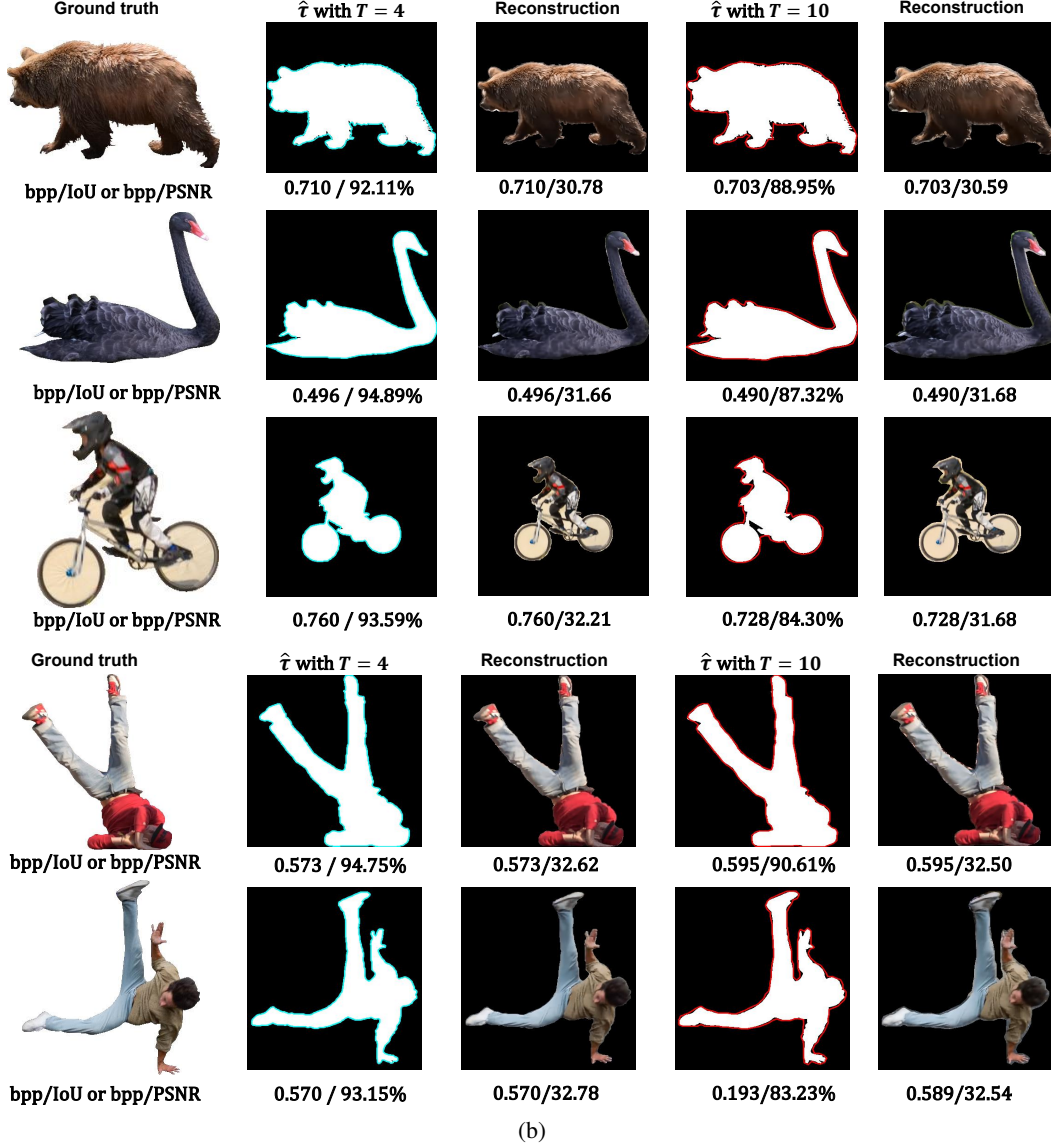 Ground truth τ̂ with T = 4 Reconstruction τ̂ with T = 10 Reconstruction
bpp/IoU or bpp/PSNR 0.710 / 92.11% 0.710/30.78 0.703/88.95% 0.703/30.59
bpp/IoU or bpp/PSNR 0.496 / 94.89% 0.496/31.66 0.490/87.32% 0.490/31.68
bpp/IoU or bpp/PSNR 0.760 / 93.59% 0.760/32.21 0.728/84.30% 0.728/31.68
Ground truth τ̂ with T = 4 Reconstruction τ̂ with T = 10 Reconstruction
bpp/IoU or bpp/PSNR 0.573 / 94.75% 0.573/32.62 0.595/90.61% 0.595/32.50
bpp/IoU or bpp/PSNR 0.570 / 93.15% 0.570/32.78 0.193/83.23% 0.589/32.54
(b)